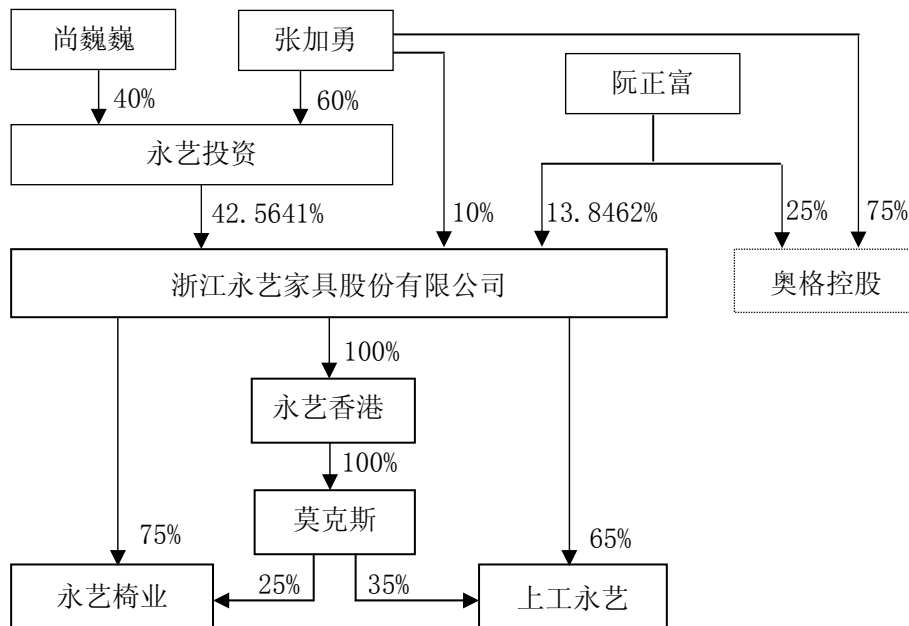 尚巍巍
张加勇
阮正富
40%
60%
永艺投资
42.5641%
10%
13.8462%
25%
75%
浙江永艺家具股份有限公司
奥格控股
100%
永艺香港
100%
莫克斯
75%
65%
25%
35%
永艺椅业
上工永艺